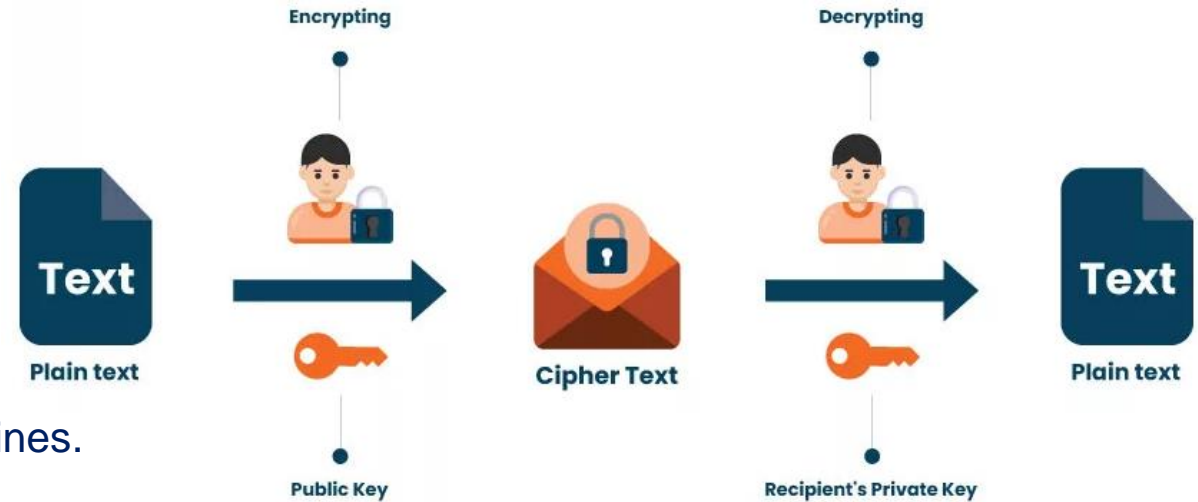 Encrypting
Decrypting
Text
Text
Plain text
Cipher Text
Plain text
ines.
Public Key
Recipient's Private Key